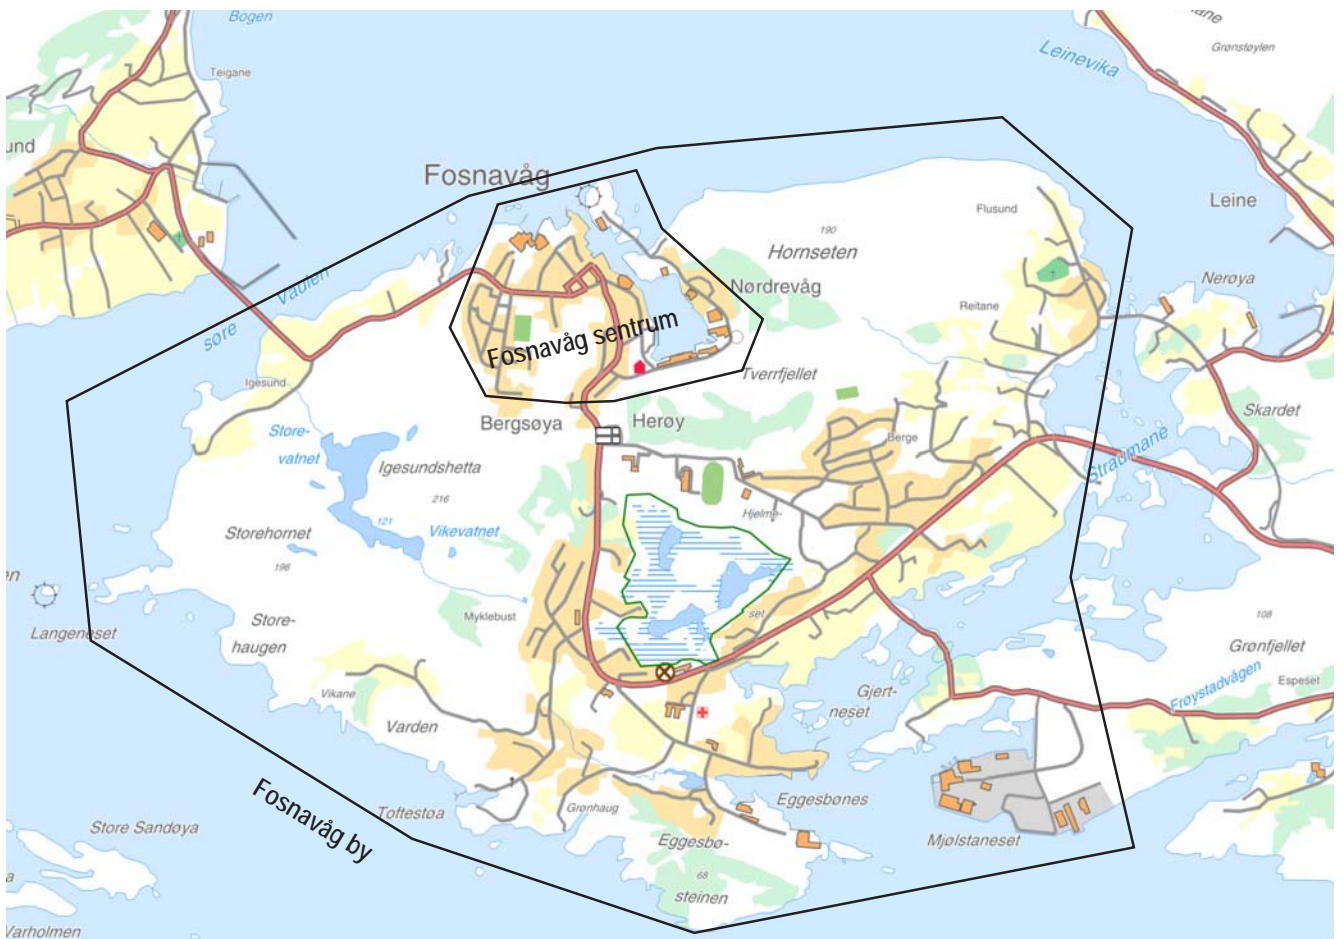 Bogen
Teigane
und
Leinevika
Grønstøylen
Leine
Fosnavåg
Flusund
190
Hornseten
Nerøya
Nørdrevåg
Vaulen
søre
Reitane
Fosnavåg sentrum
Tverrfjellet
Igesund
Skardet
Bergsøya
Herøy
Berge
Store-
vatnet
Igesundshetta
Straumane
216
121
Vikevatnet
Hjelme-
Storehornet
196
Langeneset
Store-
haugen
Myklebust
set
108
Grønfjellet
Espeset
Frøystadvågen
Gjert-
neset
Vikane
Varden
Fosnavåg by
Toftestøa
Grønhaug
Eggesbønes
Store Sandøya
Eggesbø-
68
steinen
Mjølstaneset
Varholmen